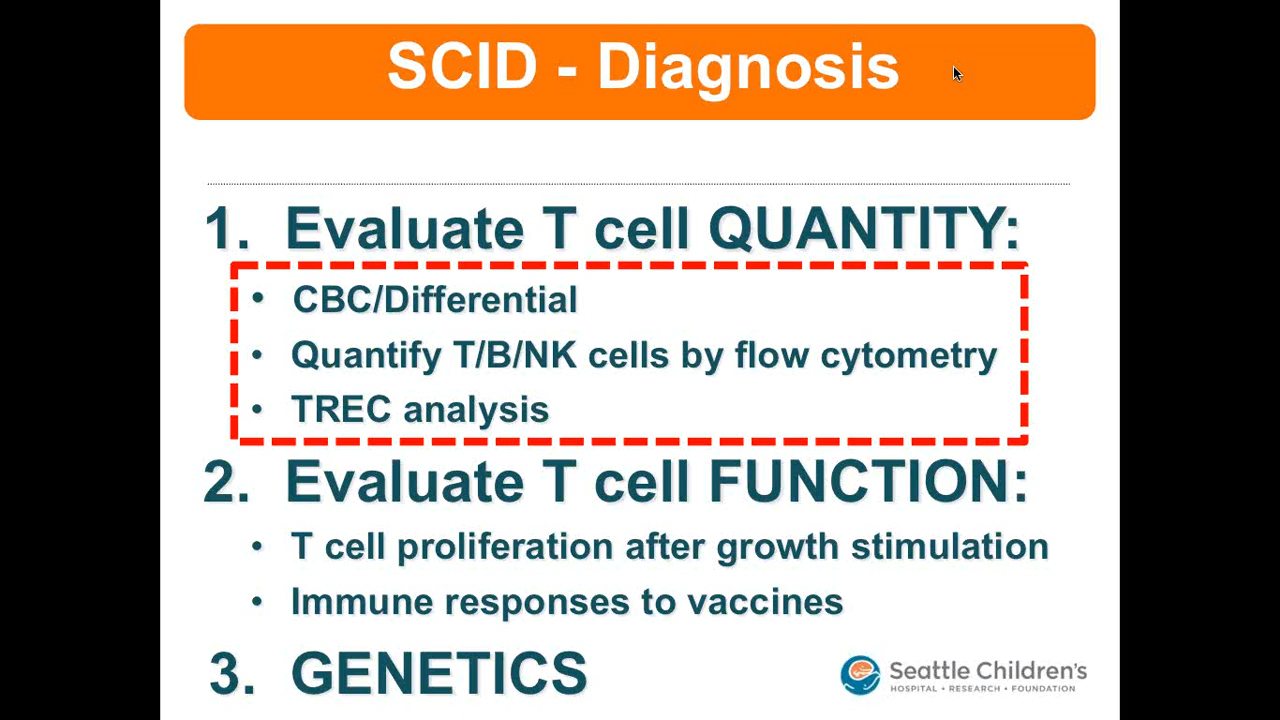 SCID - Diagnosis
1. Evaluate T cell QUANTITY:
• CBC/Differential
• Quantify T/B/NK cells by flow cytometry
• TREC analysis
2. Evaluate T cell FUNCTION:
• T cell proliferation after growth stimulation
• Immune responses to vaccines
3. GENETICS
Seattle Children's
HOSPITAL • RESEARCH • FOUNDATION